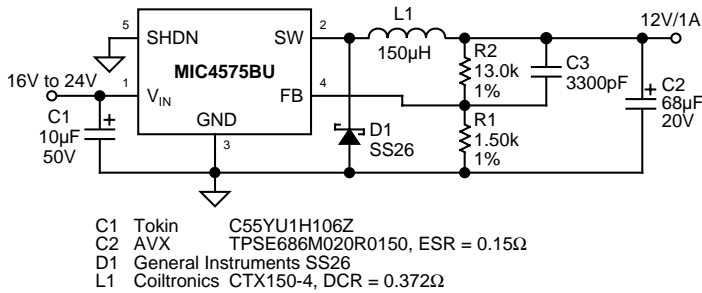 L1
150µH
12V/1A
5
SHDN
SW
2
MIC4575BU
R2
13.0k
1%
C3
3300pF
16V to 24V
1
VIN
FB
4
C2
68µF
20V
+
C1
10µF
50V
+
GND
3
D1
SS26
R1
1.50k
1%
C1 Tokin C55YU1H106Z
C2 AVX TPSE686M020R0150, ESR = 0.15Ω
D1 General Instruments SS26
L1 Coiltronics CTX150-4, DCR = 0.372Ω